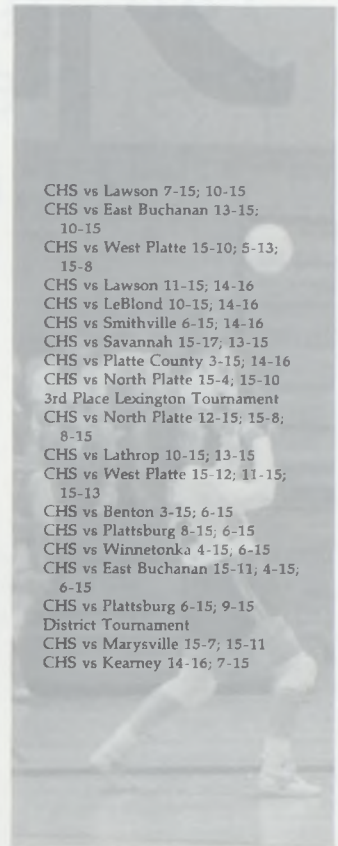 CHS vs Lawson 7-15; 10-15
CHS vs East Buchanan 13-15;
10-15
CHS vs West Platte 15-10; 5-13;
15-8
CHS vs Lawson 11-15; 14-16
CHS vs LeBlond 10-15; 14-16
CHS vs Smithville 6-15; 14-16
CHS vs Savannah 15-17; 13-15
CHS vs Platte County 3-15; 14-16
CHS vs North Platte 15-4; 15-10
3rd Place Lexington Tournament
CHS vs North Platte 12-15; 15-8;
8-15
CHS vs Lathrop 10-15; 13-15
CHS vs West Platte 15-12; 11-15;
15-13
CHS vs Benton 3-15; 6-15
CHS vs Plattsburg 8-15; 6-15
CHS vs Winnetonka 4-15; 6-15
CHS vs East Buchanan 15-11; 4-15;
6-15
CHS vs Plattsburg 6-15; 9-15
District Tournament
CHS vs Marysville 15-7; 15-11
CHS vs Kearney 14-16; 7-15